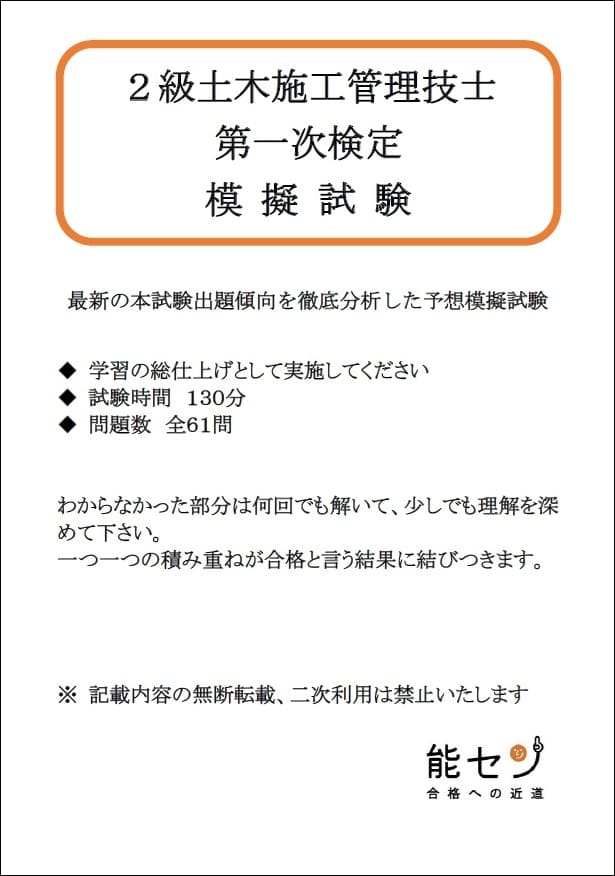 ２級土木施工管理技士
第一次検定
模擬試験
最新の本試験出題傾向を徹底分析した予想模擬試験
◆ 学習の総仕上げとして実施してください
◆ 試験時間 130分
◆ 問題数 全61問
わからなかった部分は何回でも解いて、少しでも理解を深
めて下さい。
一つ一つの積み重ねが合格と言う結果に結びつきます。
※ 記載内容の無断転載、二次利用は禁止いたします
能セン
合格への近道